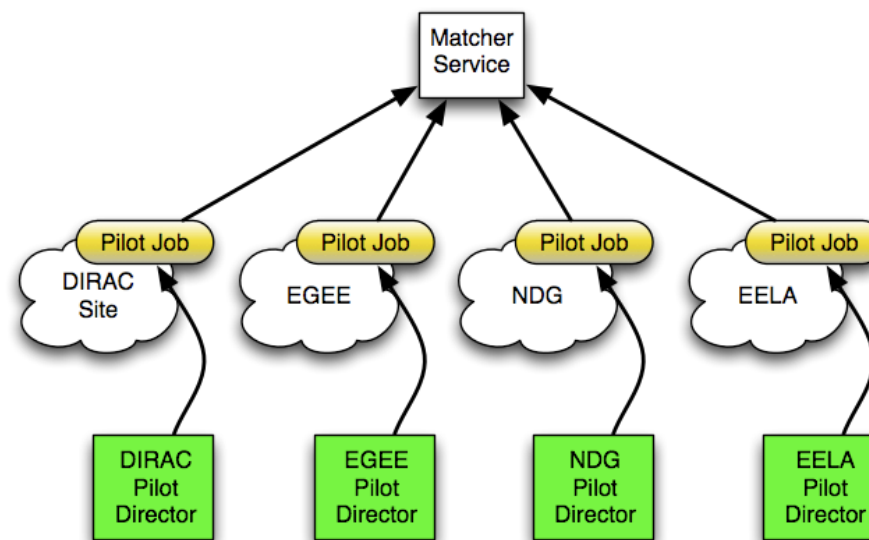 Matcher
Service
Pilot Job
Pilot Job
Pilot Job
Pilot Job
DIRAC
Site
EGEE
NDG
EELA
DIRAC
Pilot
Director
EGEE
Pilot
Director
NDG
Pilot
Director
EELA
Pilot
Director